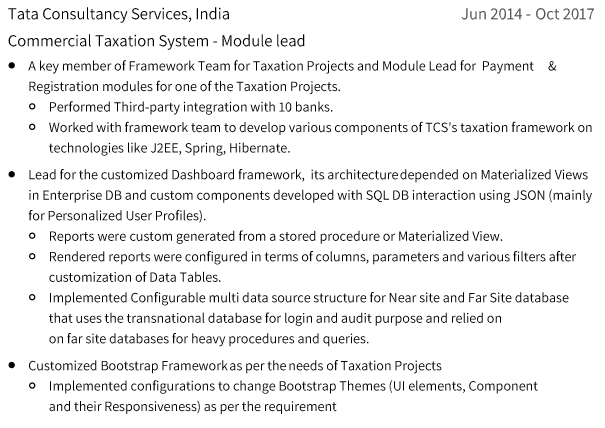 Tata Consultancy Services, India Jun 2014 - Oct 2017
Commercial Taxation System - Module lead
● A key member of Framework Team for Taxation Projects and Module Lead for Payment &
Registration modules for one of the Taxation Projects.
○ Performed Third-party integration with 10 banks.
○ Worked with framework team to develop various components of TCS's taxation framework on
technologies like J2EE, Spring, Hibernate.
● Lead for the customized Dashboard framework, its architecture depended on Materialized Views
in Enterprise DB and custom components developed with SQL DB interaction using JSON (mainly
for Personalized User Profiles).
○ Reports were custom generated from a stored procedure or Materialized View.
○ Rendered reports were configured in terms of columns, parameters and various filters after
customization of Data Tables.
○ Implemented Configurable multi data source structure for Near site and Far Site database
that uses the transnational database for login and audit purpose and relied on
on far site databases for heavy procedures and queries.
● Customized Bootstrap Framework as per the needs of Taxation Projects
○ Implemented configurations to change Bootstrap Themes (UI elements, Component
and their Responsiveness) as per the requirement